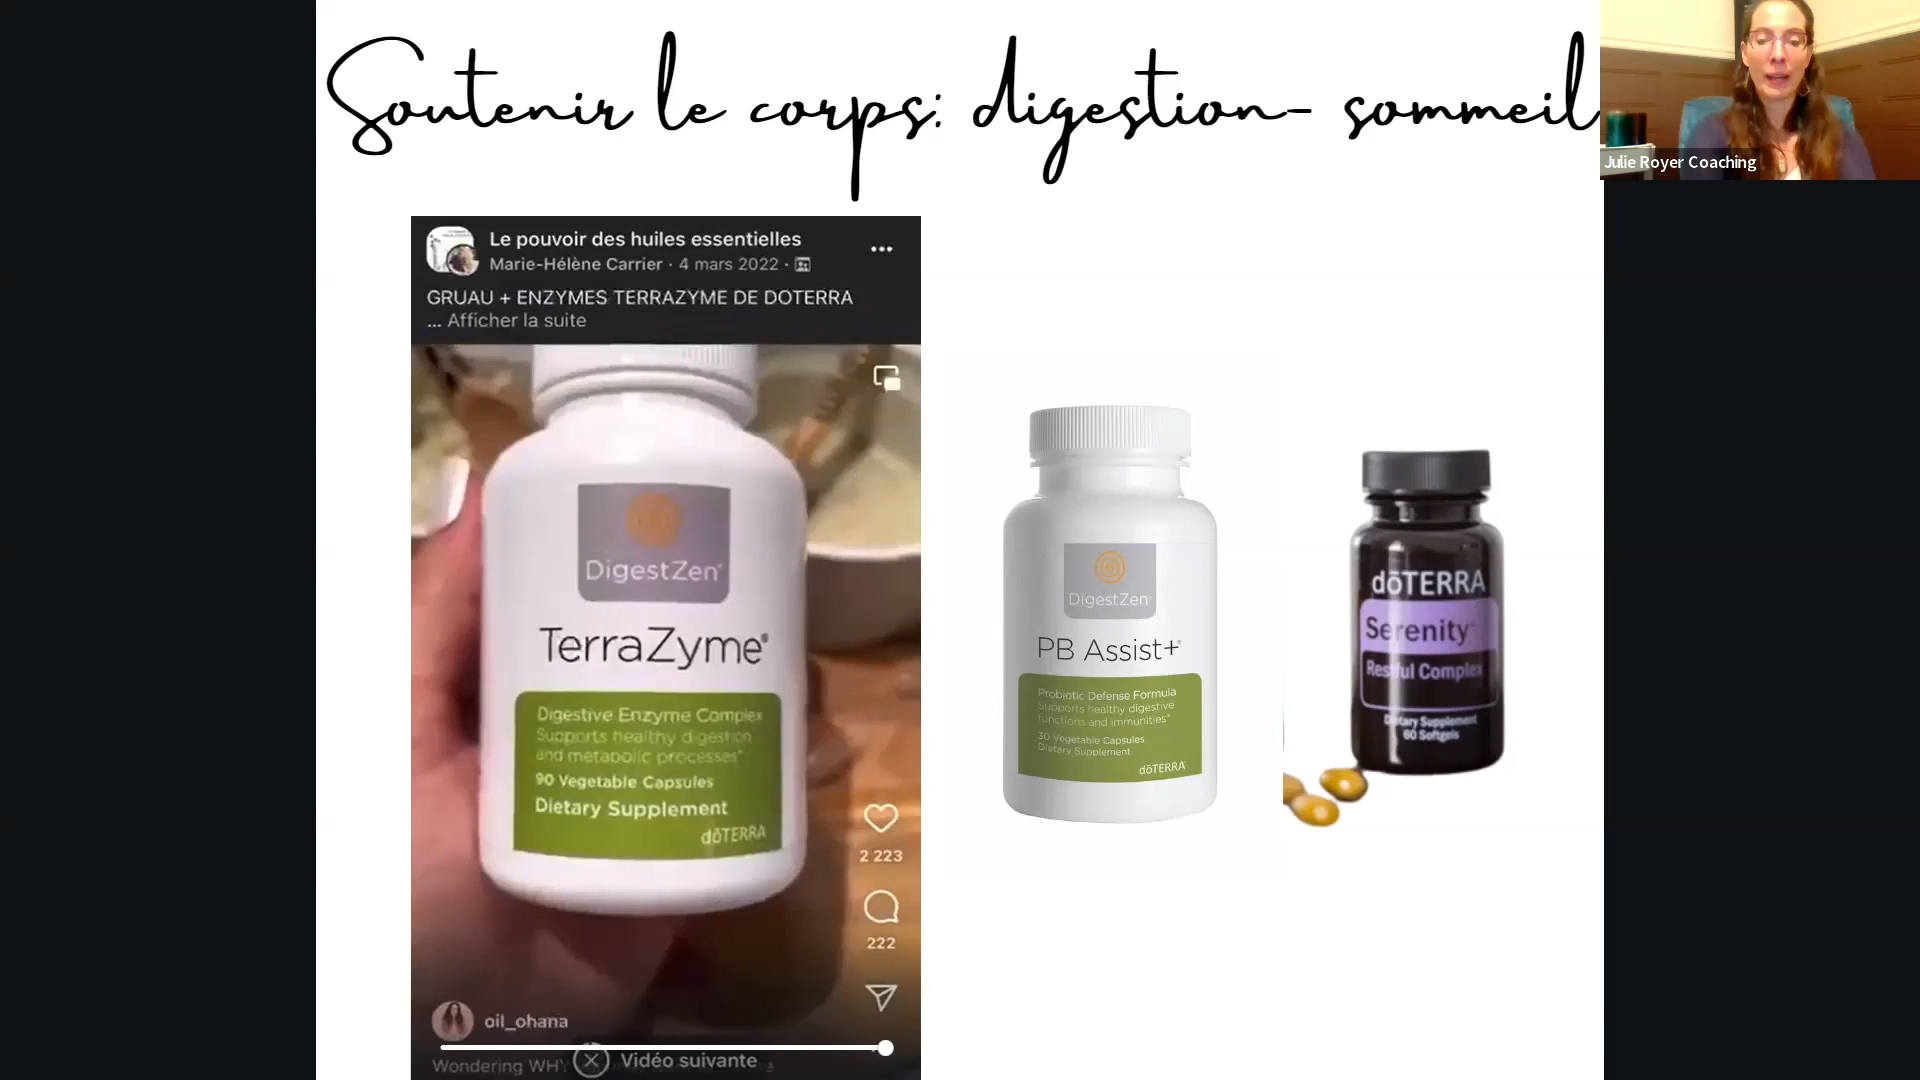 Soutenir le corps: digestion- sommeil
Julie Royer Coaching
Le pouvoir des huiles essentielles
Marie-Hélène Carrier · 4 mars 2022 ·
GRUAU + ENZYMES TERRAZYME DE DOTERRA
... Afficher la suite
DigestZen®
TerraZyme®
Digestive Enzyme Complex
Supports healthy digestion
and metabolic processes*
90 Vegetable Capsules
Dietary Supplement
dōTERRA
2 223
222
oil_ohana
Wondering WHY
Vidéo suivante
DigestZen®
PB Assist+®
Probiotic Defense Formula
Supports healthy digestive
functions and immunities*
30 Vegetable Capsules
Dietary Supplement
dōTERRA
dōTERRA
Serenity
Restful Complex
Dietary Supplement
60 Softgels